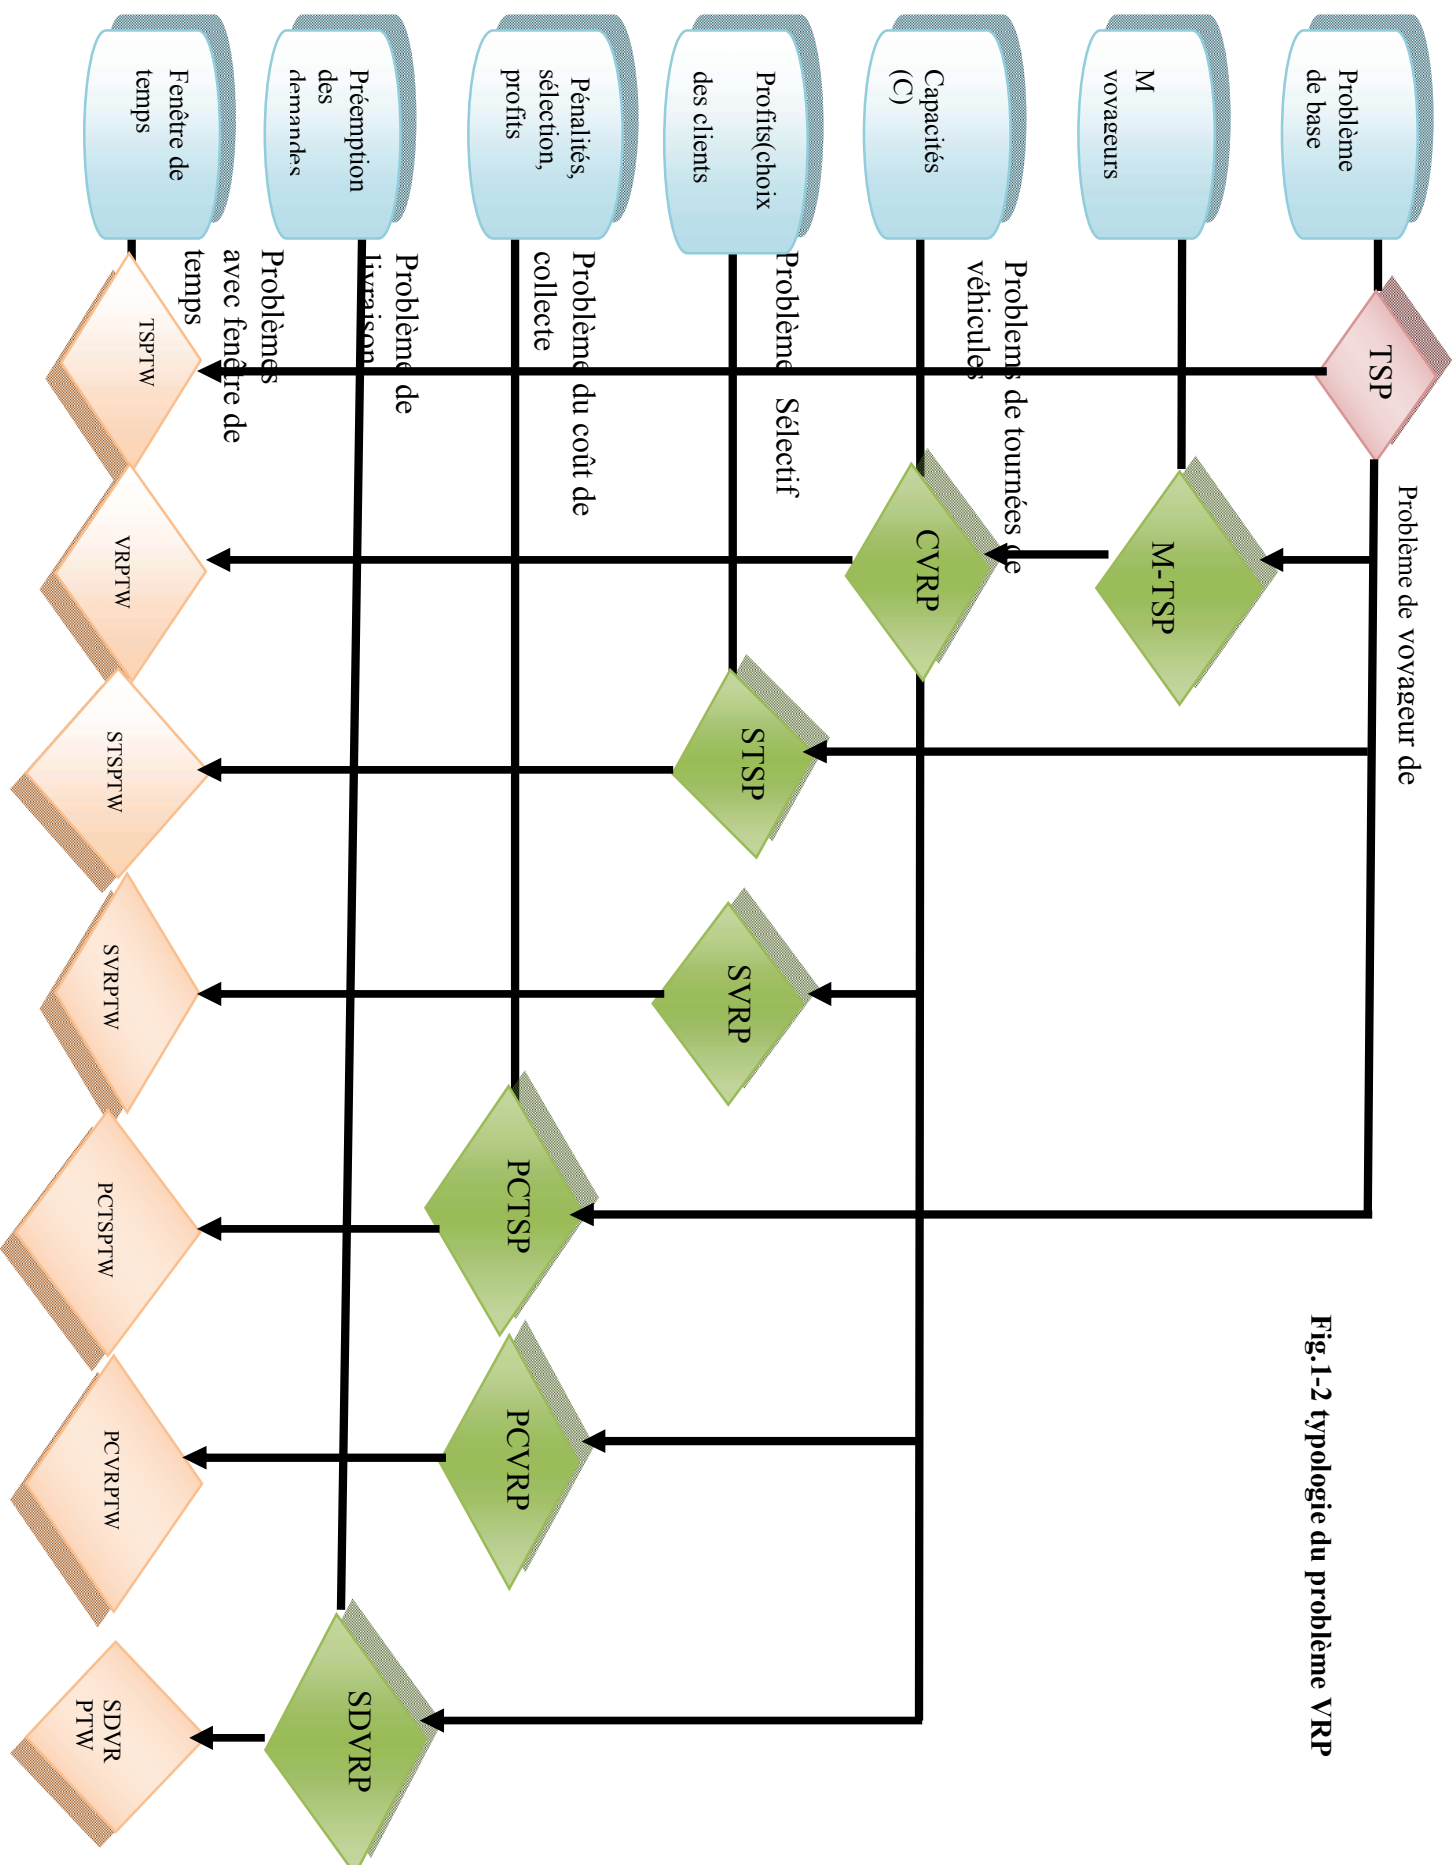 Problème
de base
TSP
Problème de voyageur de
Fig.1-2 typologie du problème VRP
M
voyageurs
M-TSP
Capacités
(C)
Problems de tournées de
véhicules
CVRP
Profits(choix
des clients
Problème Sélectif
STSP
SVRP
Pénalités,
sélection,
profits
Problème du coût de
collecte
PCTSP
PCVRP
Préemption
des
demandes
Problème de
livraison
SDVRP
Fenêtre de
temps
Problèmes
avec fenêtre de
temps
TSPTW
VRPTW
STSPTW
SVRPTW
PCTSPTW
PCVRPTW
SDVR
PTW